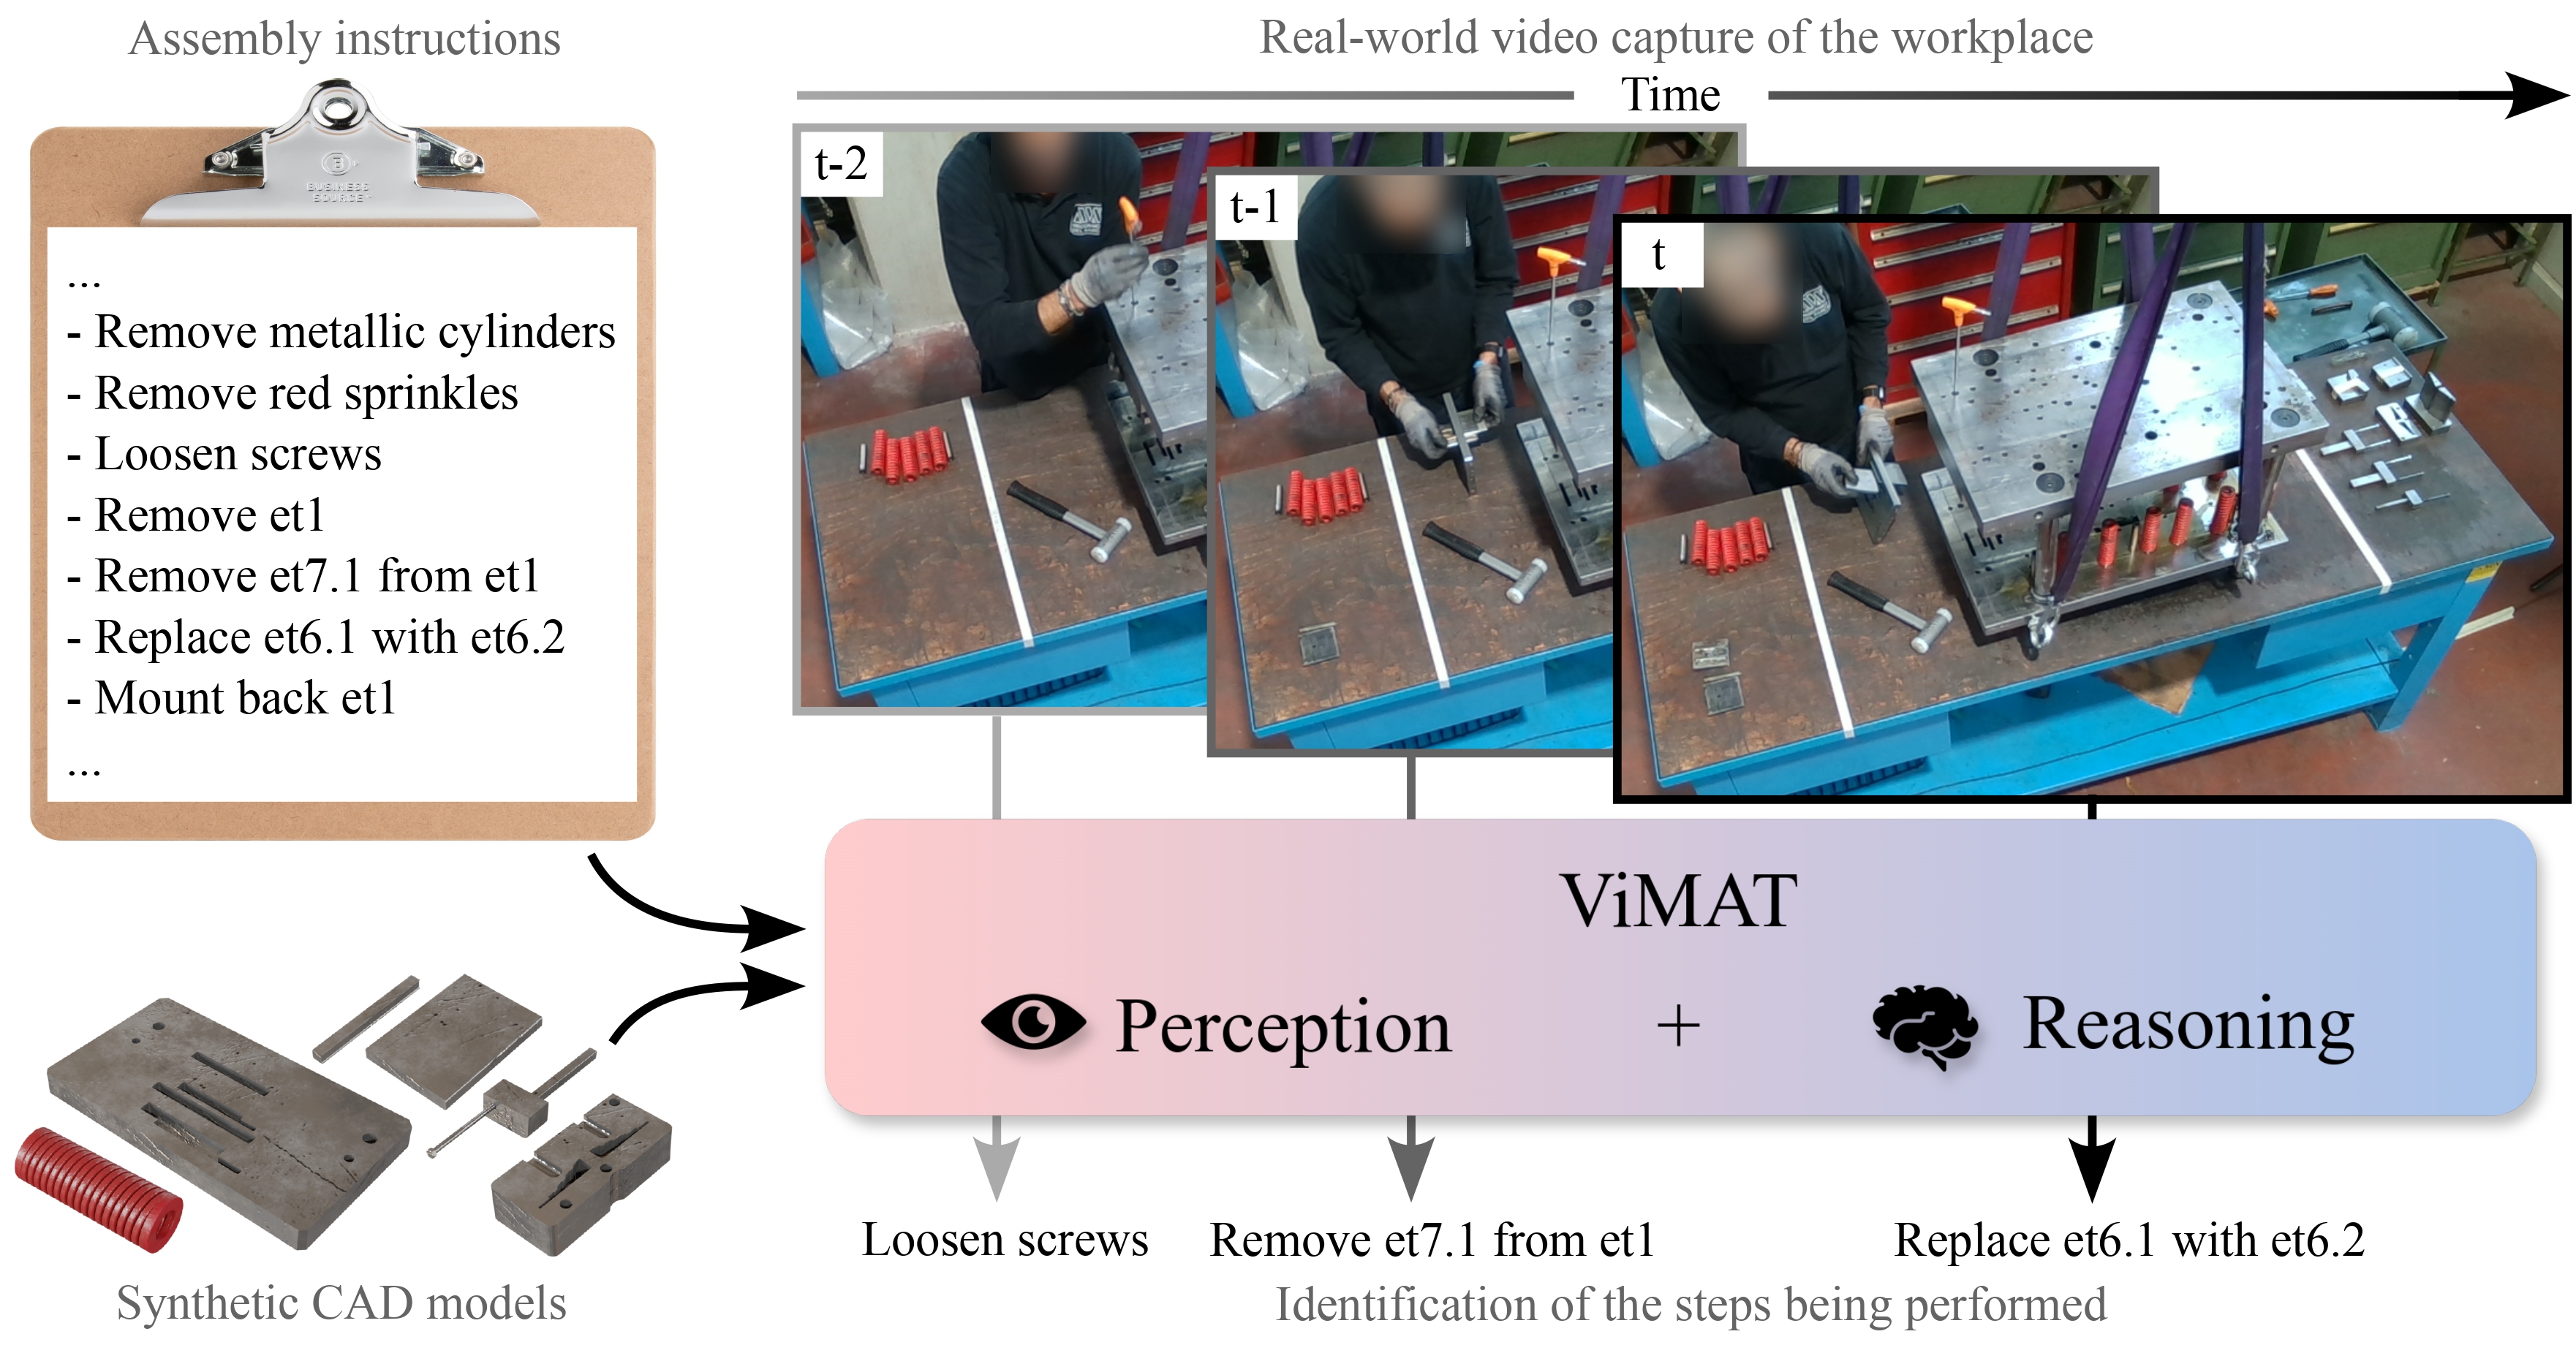 Assembly instructions
BUSINESS
SOURCE
...
- Remove metallic cylinders
- Remove red sprinkles
- Loosen screws
- Remove et1
- Remove et7.1 from et1
- Replace et6.1 with et6.2
- Mount back et1
...
Synthetic CAD models
Real-world video capture of the workplace
Time
t-2
t-1
t
ViMAT
Perception
+
Reasoning
Loosen screws
Remove et7.1 from et1
Replace et6.1 with et6.2
Identification of the steps being performed